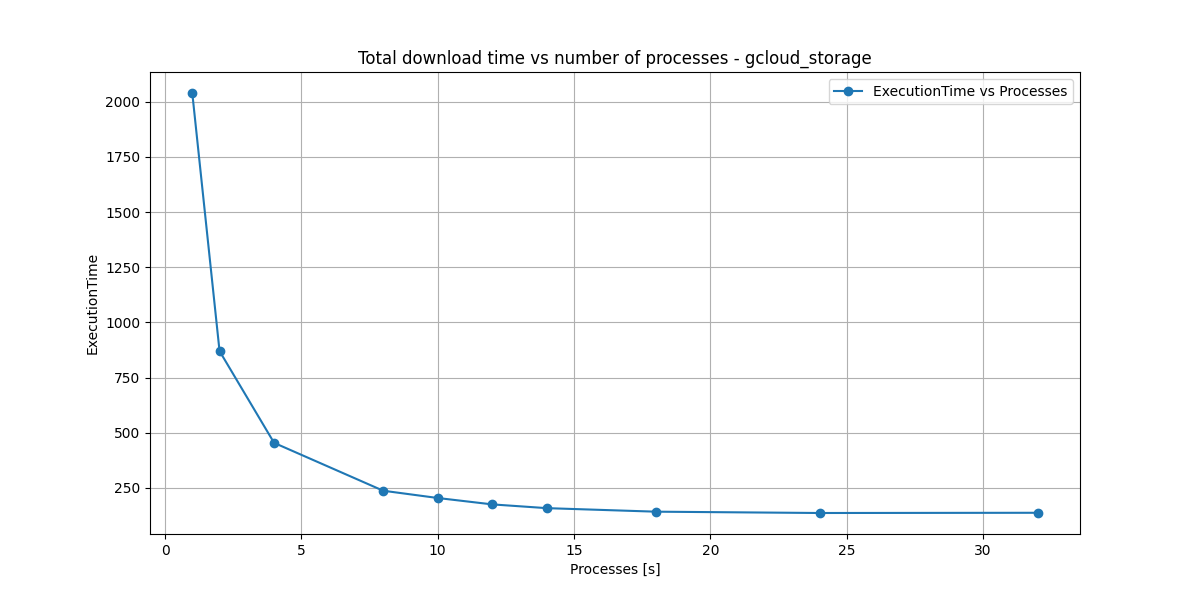 Total download time vs number of processes - gcloud_storage
ExecutionTime vs Processes
2000
1750
1500
1250
1000
750
500
250
ExecutionTime
0 5 10 15 20 25 30
Processes [s]